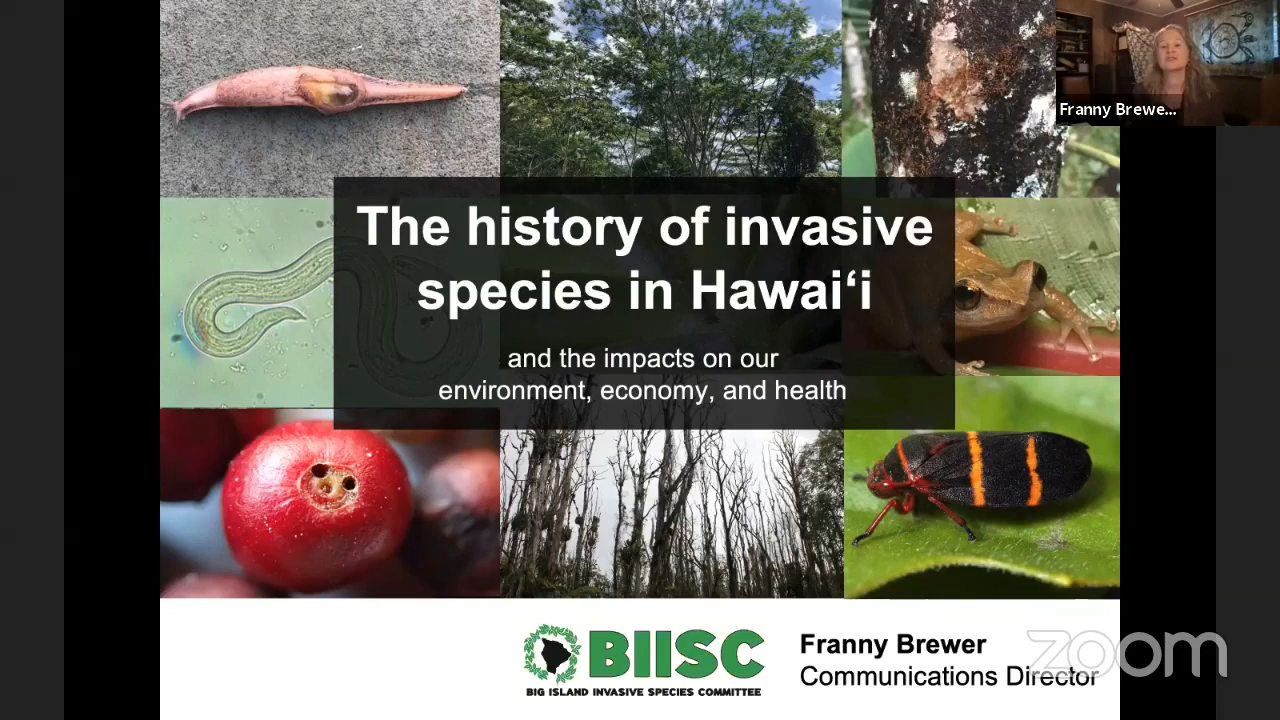 Franny Brewe...
The history of invasive
species in Hawaiʻi
and the impacts on our
environment, economy, and health
BIISC
BIG ISLAND INVASIVE SPECIES COMMITTEE
Franny Brewer
Communications Director
zoom